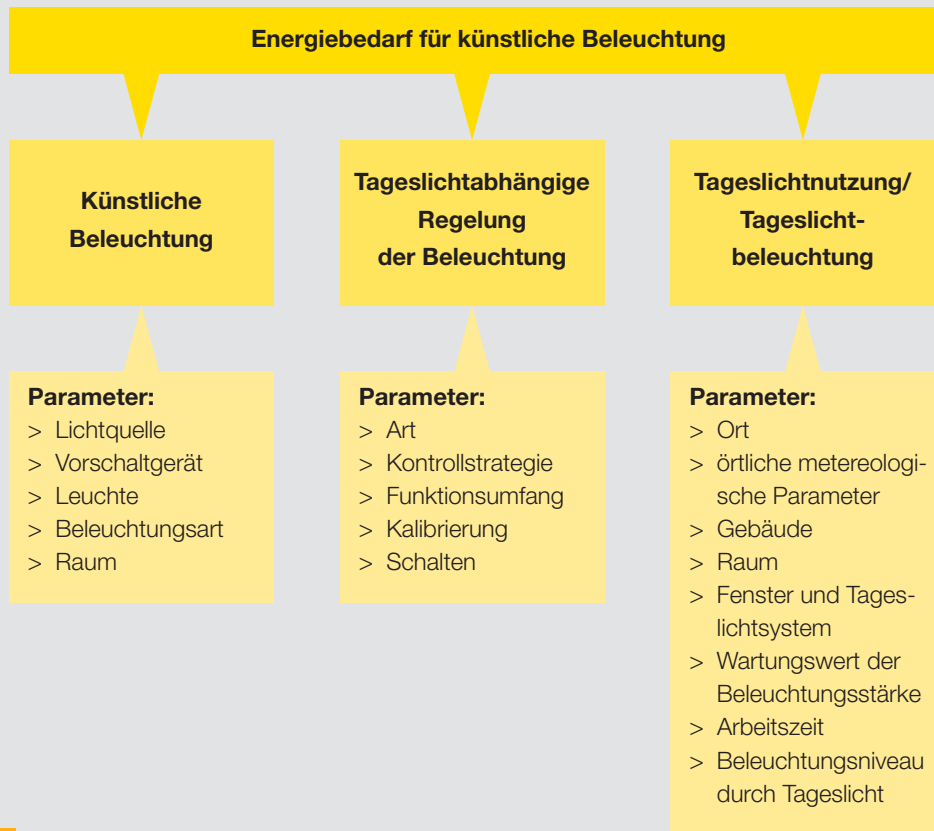 Energiebedarf für künstliche Beleuchtung
Künstliche
Beleuchtung
Parameter:
> Lichtquelle
> Vorschaltgerät
> Leuchte
> Beleuchtungsart
> Raum
Tageslichtabhängige
Regelung
der Beleuchtung
Parameter:
> Art
> Kontrollstrategie
> Funktionsumfang
> Kalibrierung
> Schalten
Tageslichtnutzung/
Tageslicht-
beleuchtung
Parameter:
> Ort
> örtliche metereologi-
sche Parameter
> Gebäude
> Raum
> Fenster und Tages-
lichtsystem
> Wartungswert der
Beleuchtungsstärke
> Arbeitszeit
> Beleuchtungsniveau
durch Tageslicht